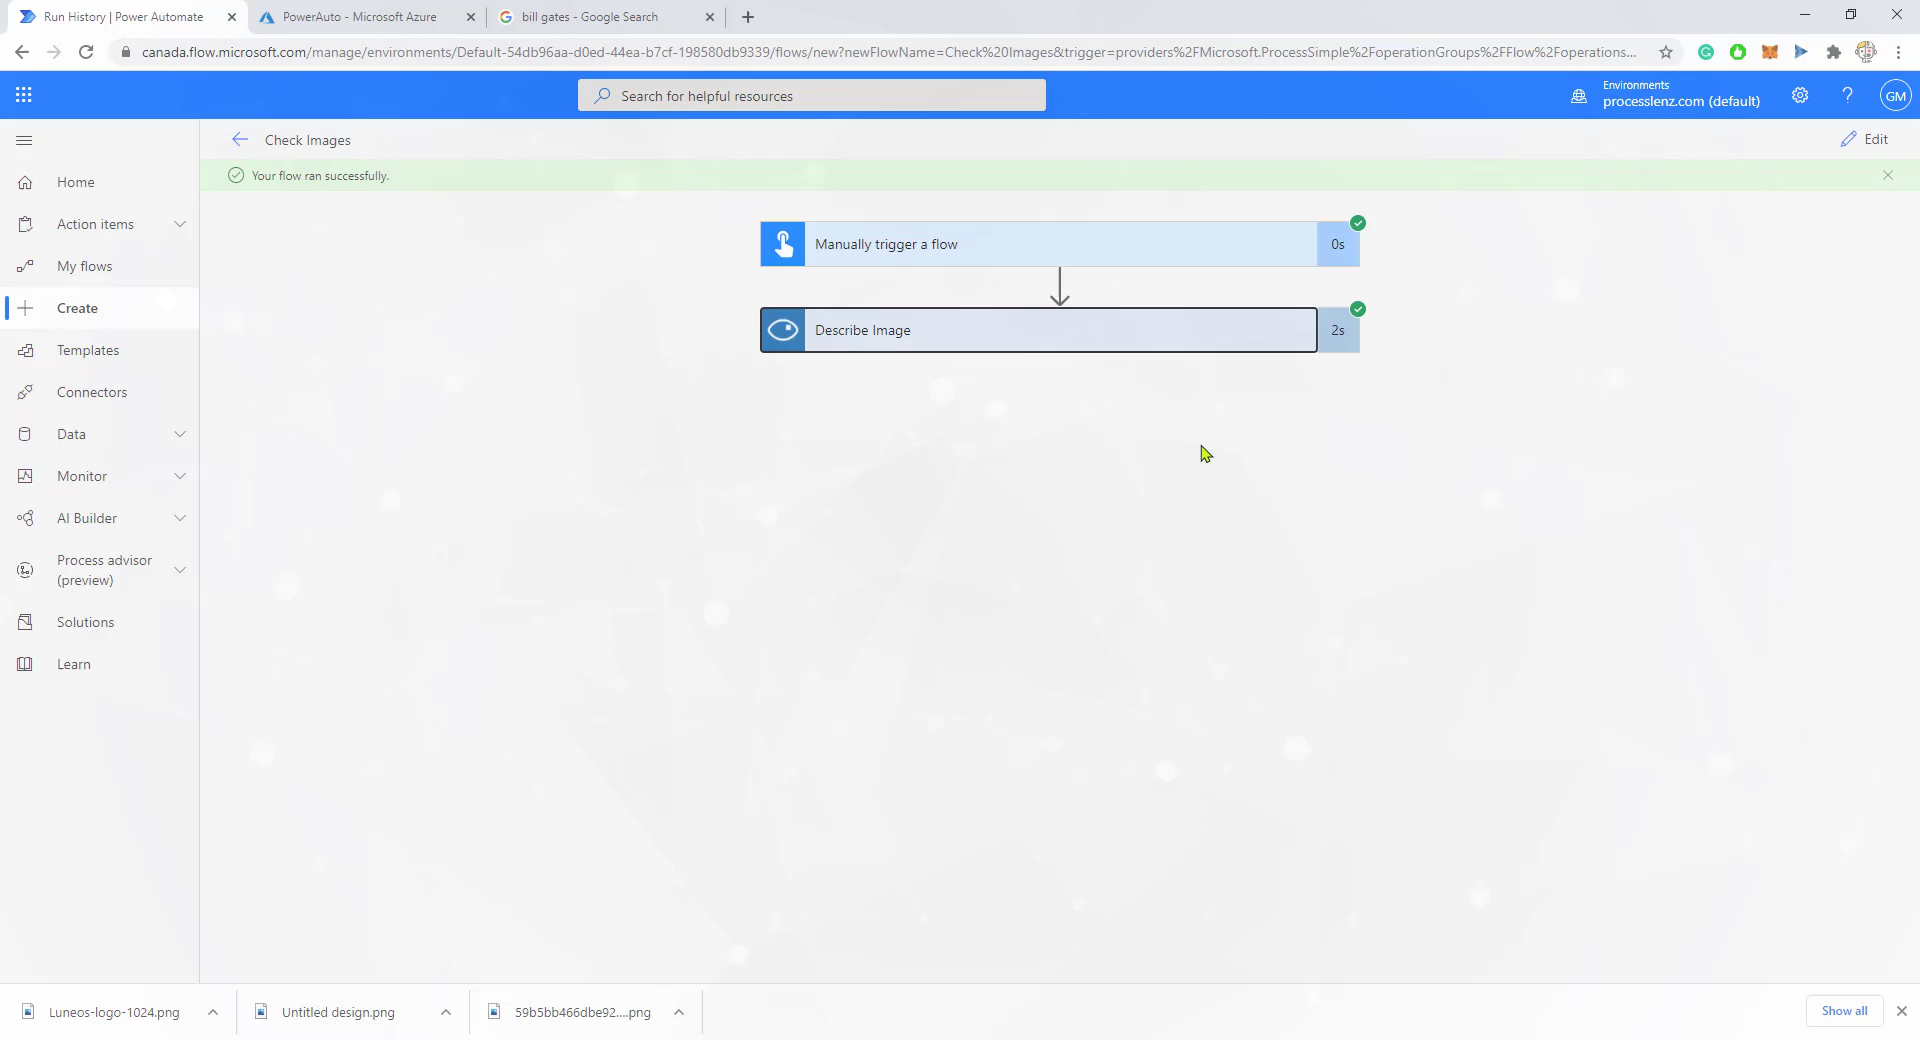 Run History | Power Automate
PowerAuto - Microsoft Azure
bill gates - Google Search
canada.flow.microsoft.com/manage/environments/Default-54db96aa-d0ed-44ea-b7cf-198580db9339/flows/new?newFlowName=Check%20Images&trigger=providers%2FMicrosoft.ProcessSimple%2FoperationGroups%2FFlow%2Foperations...
Search for helpful resources
Environments
processlenz.com (default)
GM
Check Images
Edit
Your flow ran successfully.
Home
Action items
My flows
Create
Templates
Connectors
Data
Monitor
AI Builder
Process advisor
(preview)
Solutions
Learn
Manually trigger a flow
0s
Describe Image
2s
Luneos-logo-1024.png
Untitled design.png
59b5bb466dbe92....png
Show all